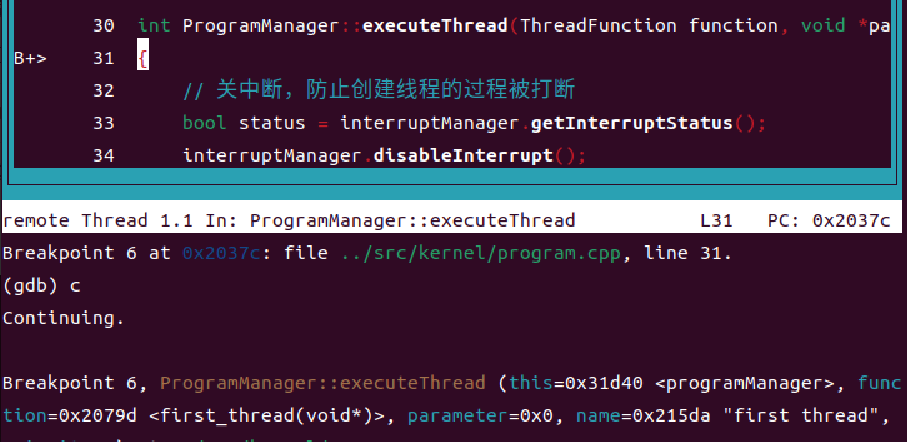 30 int ProgramManager::executeThread(ThreadFunction function, void *pa
B+> 31 {
32 // 关中断，防止创建线程的过程被打断
33 bool status = interruptManager.getInterruptStatus();
34 interruptManager.disableInterrupt();
remote Thread 1.1 In: ProgramManager::executeThread L31 PC: 0x2037c
Breakpoint 6 at 0x2037c: file ../src/kernel/program.cpp, line 31.
(gdb) c
Continuing.
Breakpoint 6, ProgramManager::executeThread (this=0x31d40 <programManager>, func
tion=0x2079d <first_thread(void*)>, parameter=0x0, name=0x215da "first thread",